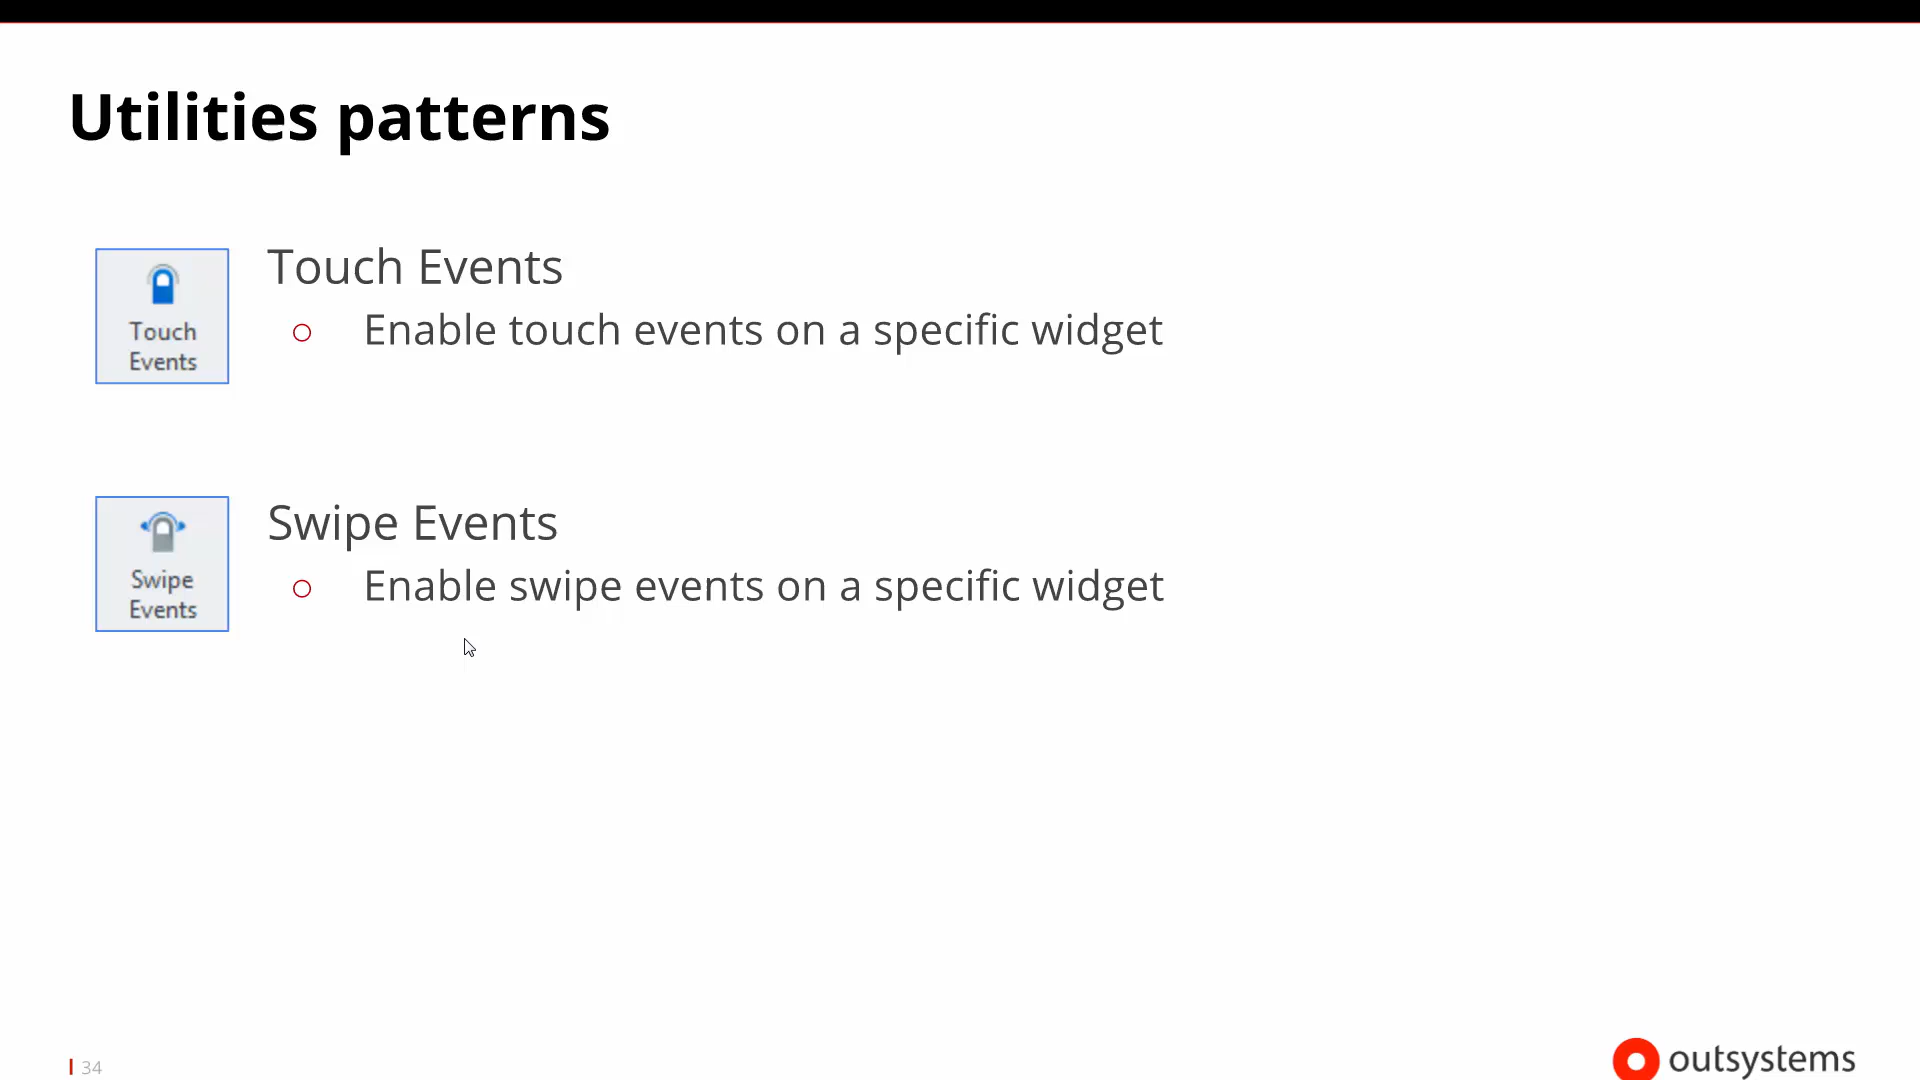 Utilities patterns
Touch
Events
Touch Events
○ Enable touch events on a specific widget
Swipe
Events
Swipe Events
○ Enable swipe events on a specific widget
34
outsystems